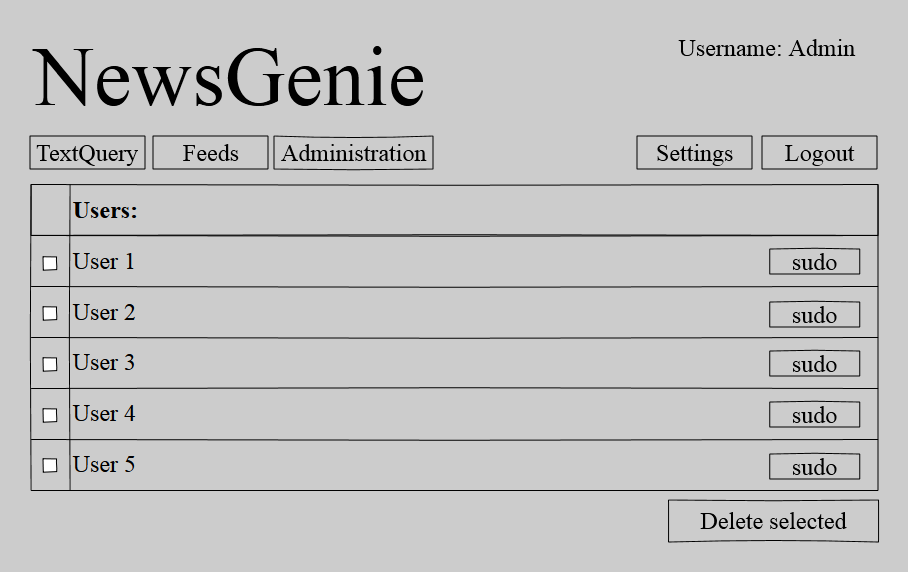 NewsGenie
Username: Admin
TextQuery Feeds Administration Settings Logout
Users:
User 1 sudo
User 2 sudo
User 3 sudo
User 4 sudo
User 5 sudo
Delete selected